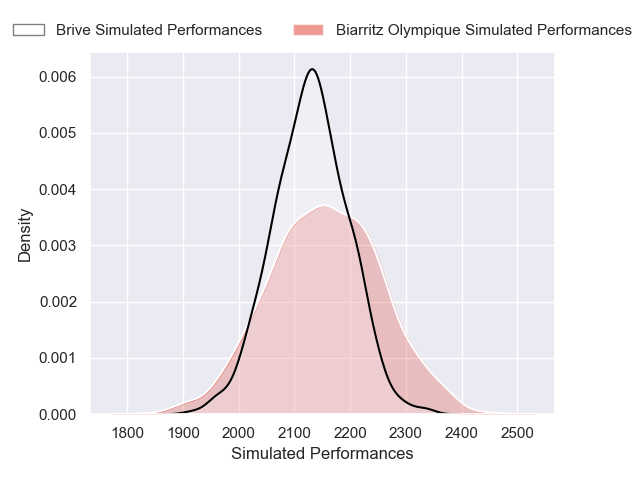 Brive Simulated Performances
Biarritz Olympique Simulated Performances
0.006
0.005
0.004
0.003
0.002
0.001
0.000
Density
1800 1900 2000 2100 2200 2300 2400 2500
Simulated Performances